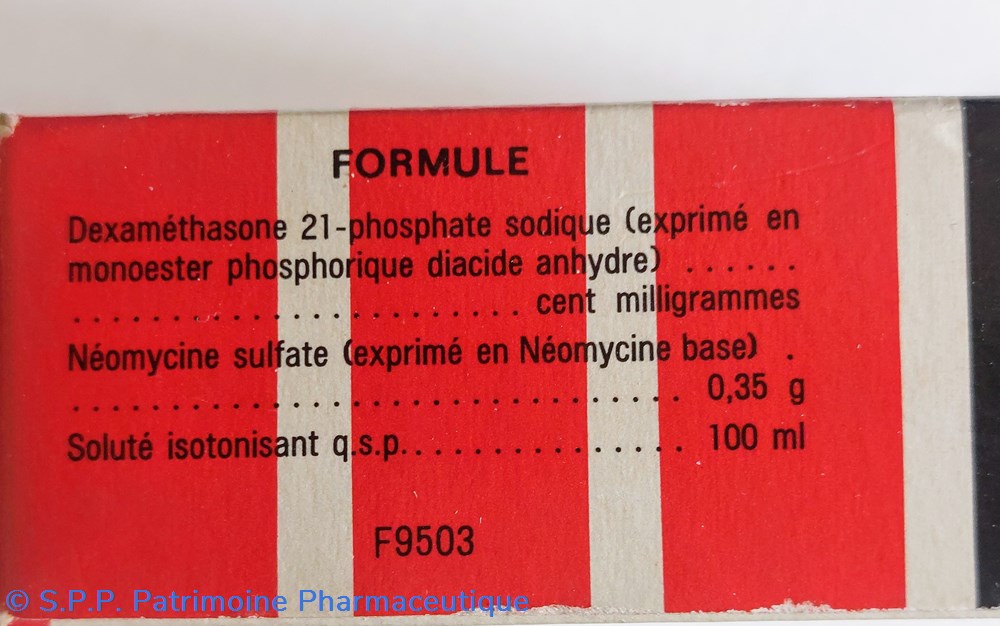 FORMULE
Dexaméthasone 21-phosphate sodique (exprimé en
monoester phosphorique diacide anhydre) ......
....................... cent milligrammes
Néomycine sulfate (exprimé en Néomycine base) .
............................... 0,35 g
Soluté isotonisant q.s.p................ 100 ml
F9503
© S.P.P. Patrimoine Pharmaceutique